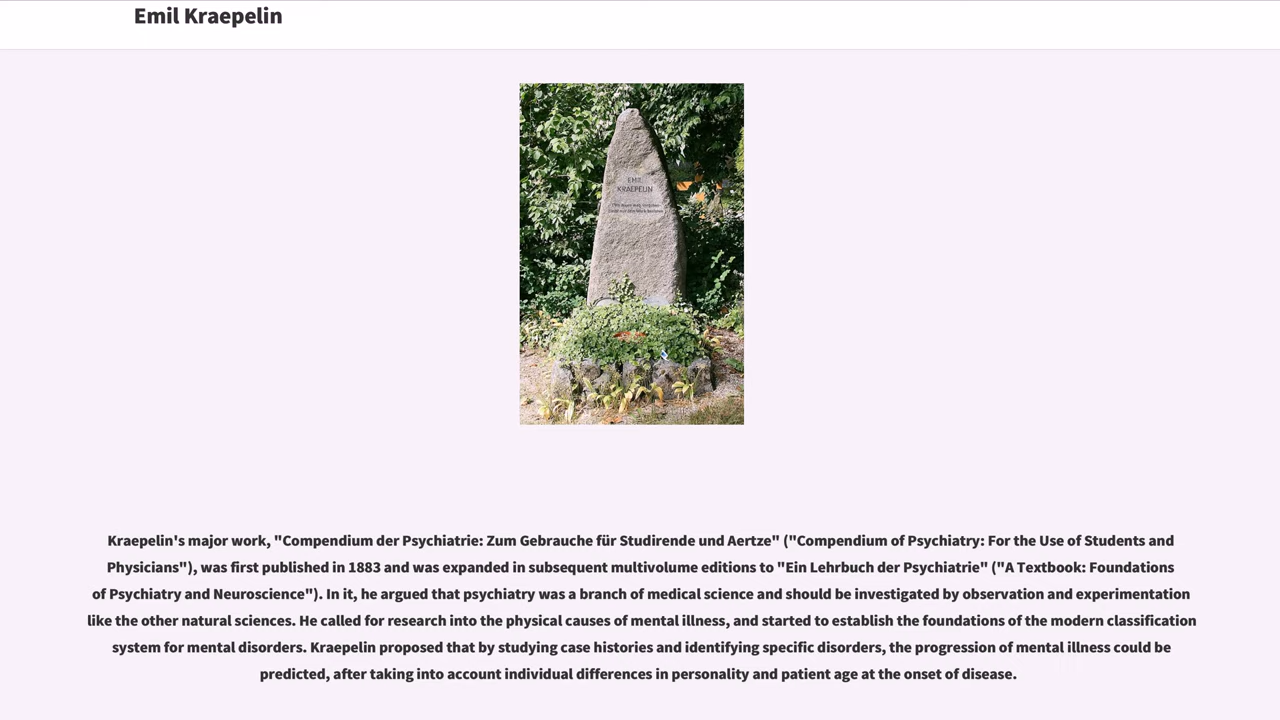 Emil Kraepelin
EMIL
KRAEPELIN
Kraepelin's major work, "Compendium der Psychiatrie: Zum Gebrauche für Studirende und Aertze" ("Compendium of Psychiatry: For the Use of Students and
Physicians"), was first published in 1883 and was expanded in subsequent multivolume editions to "Ein Lehrbuch der Psychiatrie" ("A Textbook: Foundations
of Psychiatry and Neuroscience"). In it, he argued that psychiatry was a branch of medical science and should be investigated by observation and experimentation
like the other natural sciences. He called for research into the physical causes of mental illness, and started to establish the foundations of the modern classification
system for mental disorders. Kraepelin proposed that by studying case histories and identifying specific disorders, the progression of mental illness could be
predicted, after taking into account individual differences in personality and patient age at the onset of disease.